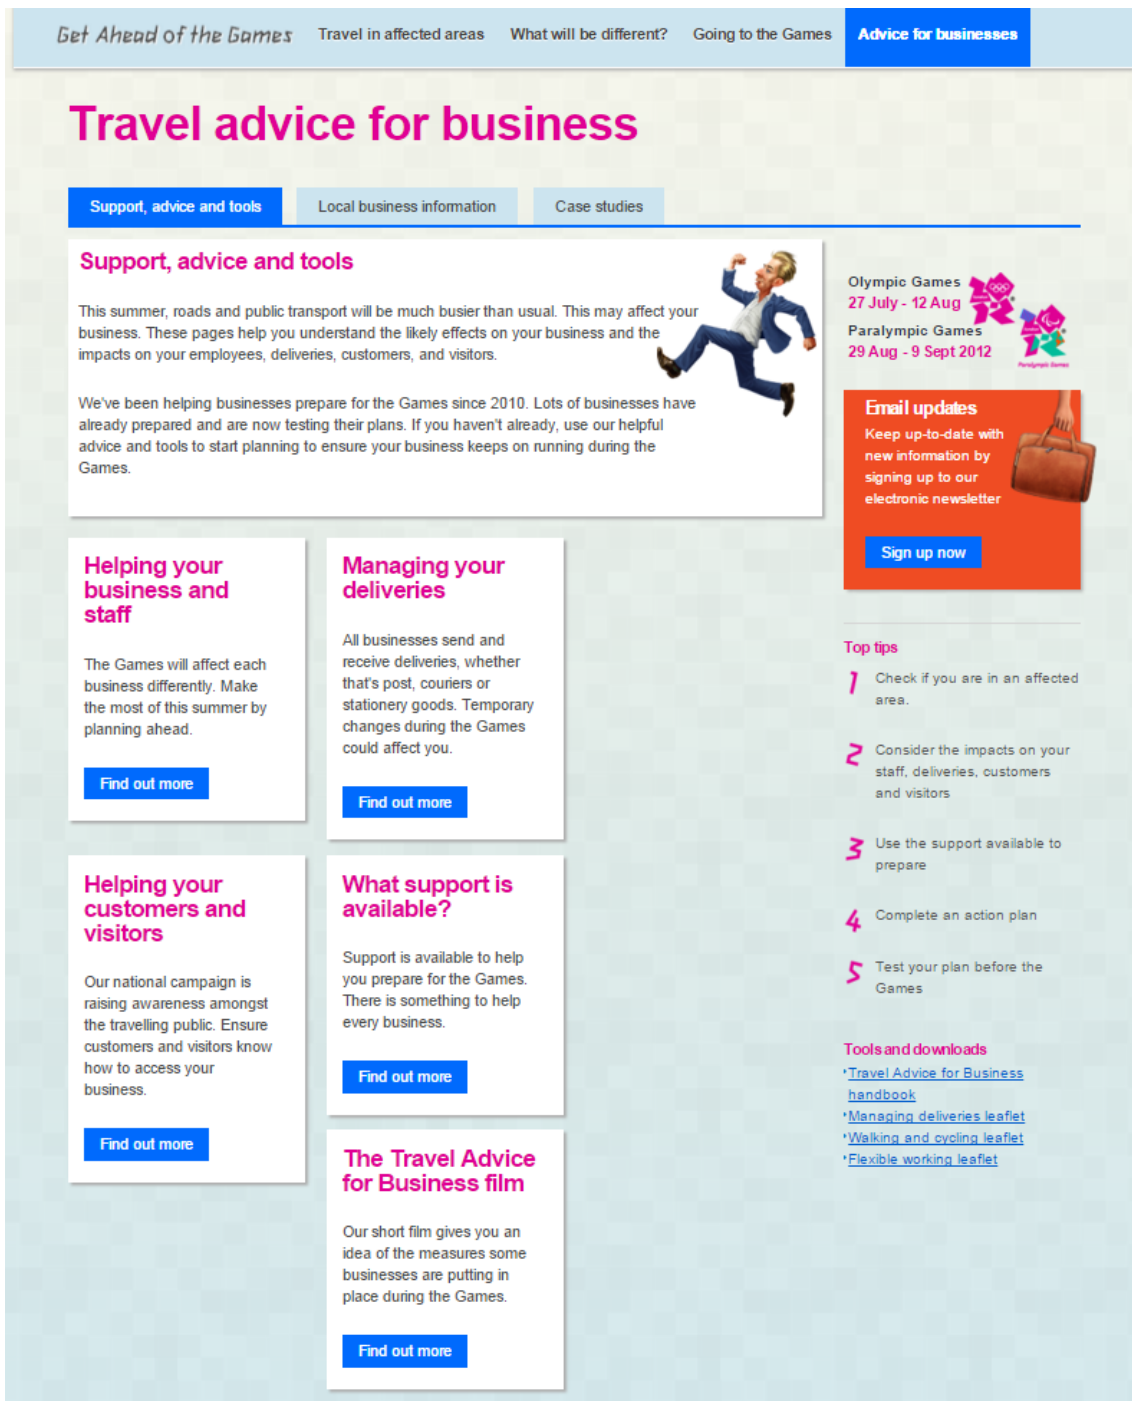 Get Ahead of the Games
Travel in affected areas
What will be different?
Going to the Games
Advice for businesses
Travel advice for business
Support, advice and tools
Local business information
Case studies
Support, advice and tools
This summer, roads and public transport will be much busier than usual. This may affect your
business. These pages help you understand the likely effects on your business and the
impacts on your employees, deliveries, customers, and visitors.
We've been helping businesses prepare for the Games since 2010. Lots of businesses have
already prepared and are now testing their plans. If you haven't already, use our helpful
advice and tools to start planning to ensure your business keeps on running during the
Games.
Helping your
business and
staff
The Games will affect each
business differently. Make
the most of this summer by
planning ahead.
Find out more
Managing your
deliveries
All businesses send and
receive deliveries, whether
that's post, couriers or
stationery goods. Temporary
changes during the Games
could affect you.
Find out more
Helping your
customers and
visitors
Our national campaign is
raising awareness amongst
the travelling public. Ensure
customers and visitors know
how to access your
business.
Find out more
What support is
available?
Support is available to help
you prepare for the Games.
There is something to help
every business.
Find out more
The Travel Advice
for Business film
Our short film gives you an
idea of the measures some
businesses are putting in
place during the Games.
Find out more
Olympic Games
27 July - 12 Aug
Paralympic Games
29 Aug - 9 Sept 2012
Paralympic Games
Email updates
Keep up-to-date with
new information by
signing up to our
electronic newsletter
Sign up now
Top tips
1 Check if you are in an affected
area.
2 Consider the impacts on your
staff, deliveries, customers
and visitors
3 Use the support available to
prepare
4 Complete an action plan
5 Test your plan before the
Games
Tools and downloads
Travel Advice for Business
handbook
Managing deliveries leaflet
Walking and cycling leaflet
Flexible working leaflet